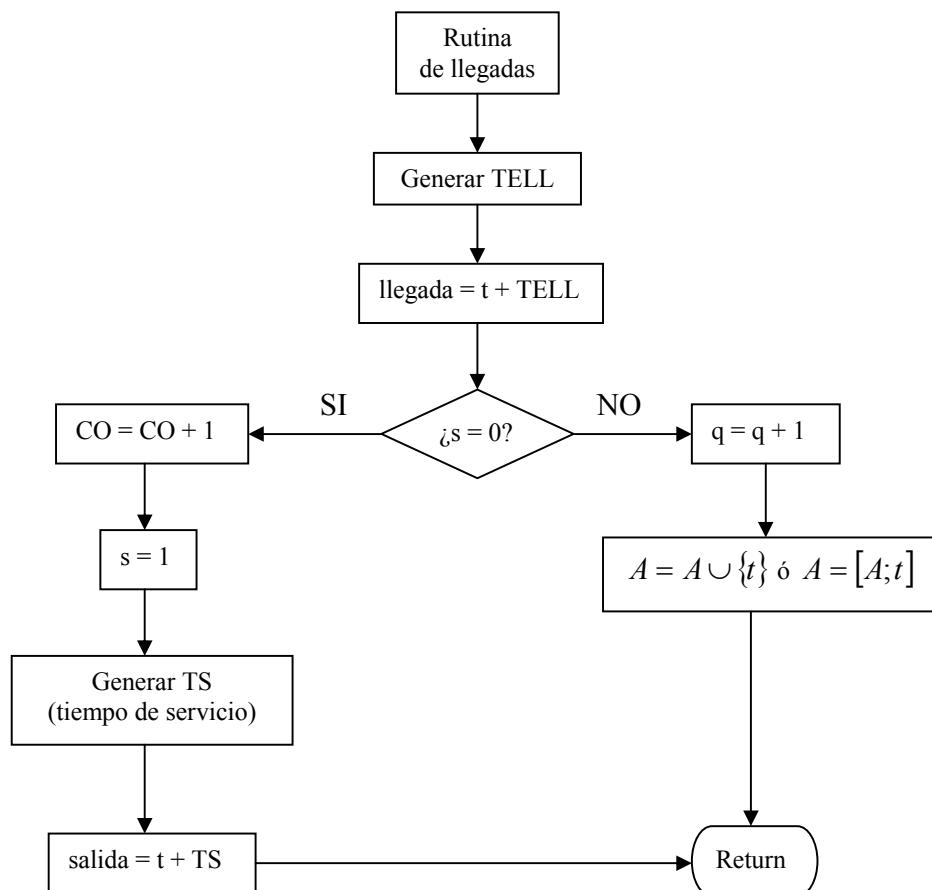 Rutina
de llegadas
Generar TELL
llegada = t + TELL
SI
¿s = 0?
NO
CO = CO + 1
q = q + 1
s = 1
A = A ∪ {t} ó A = [A; t]
Generar TS
(tiempo de servicio)
salida = t + TS
Return